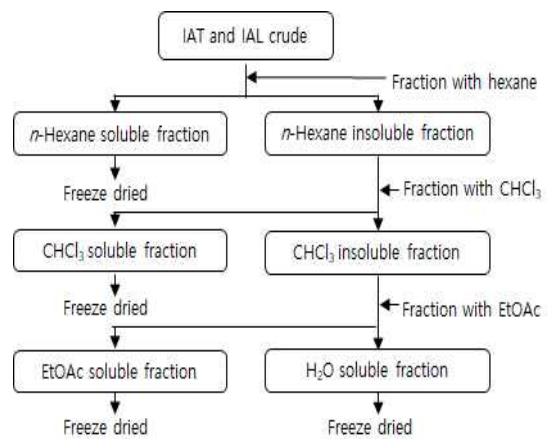 IAT and IAL crude
Fraction with hexane
n-Hexane soluble fraction
n-Hexane insoluble fraction
Freeze dried
Fraction with CHCl₃
CHCl₃ soluble fraction
CHCl₃ insoluble fraction
Freeze dried
Fraction with EtOAc
EtOAc soluble fraction
H₂O soluble fraction
Freeze dried
Freeze dried